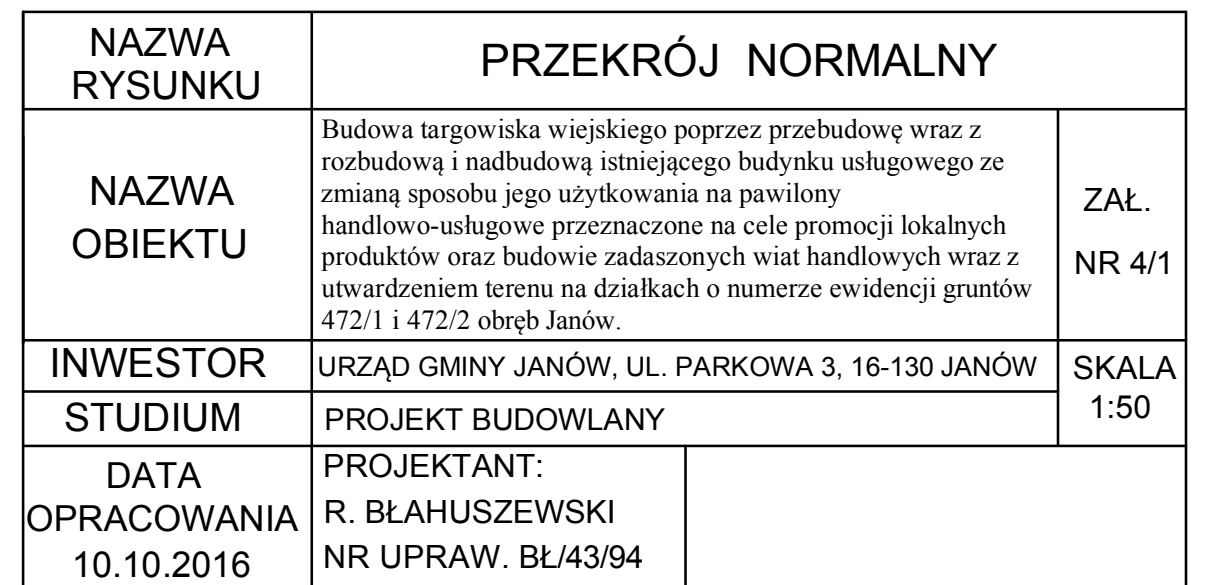 NAZWA
RYSUNKU
PRZEKRÓJ NORMALNY
NAZWA
OBIEKTU
Budowa targowiska wiejskiego poprzez przebudowę wraz z
rozbudową i nadbudową istniejącego budynku usługowego ze
zmianą sposobu jego użytkowania na pawilony
handlowo-usługowe przeznaczone na cele promocji lokalnych
produktów oraz budowie zadaszonych wiat handlowych wraz z
utwardzeniem terenu na działkach o numerze ewidencji gruntów
472/1 i 472/2 obręb Janów.
ZAŁ.
NR 4/1
INWESTOR
URZĄD GMINY JANÓW, UL. PARKOWA 3, 16-130 JANÓW
SKALA
1:50
STUDIUM
PROJEKT BUDOWLANY
DATA
OPRACOWANIA
10.10.2016
PROJEKTANT:
R. BŁAHUSZEWSKI
NR UPRAW. BŁ/43/94